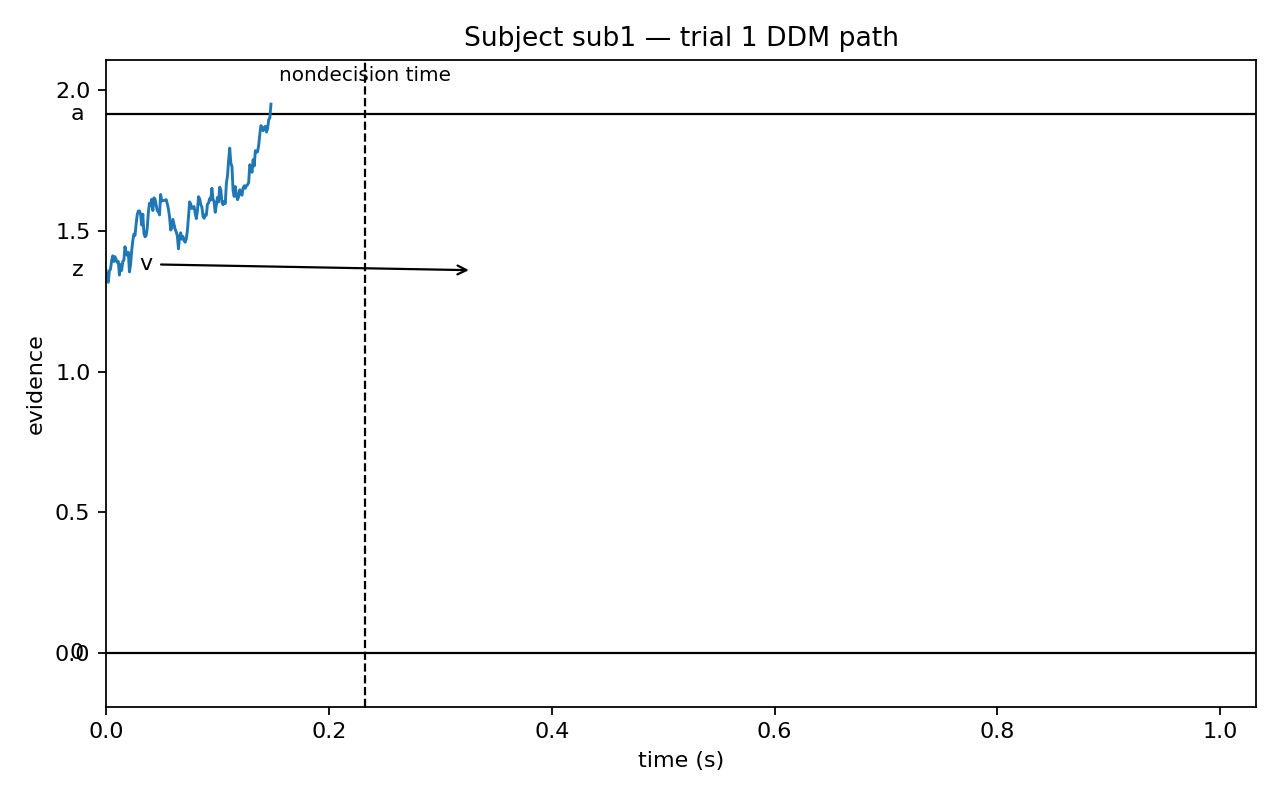 Subject sub1 — trial 1 DDM path
nondecision time
2.0
a
1.5
z
v
1.0
evidence
0.5
0.0
0
0.0 0.2 0.4 0.6 0.8 1.0
time (s)